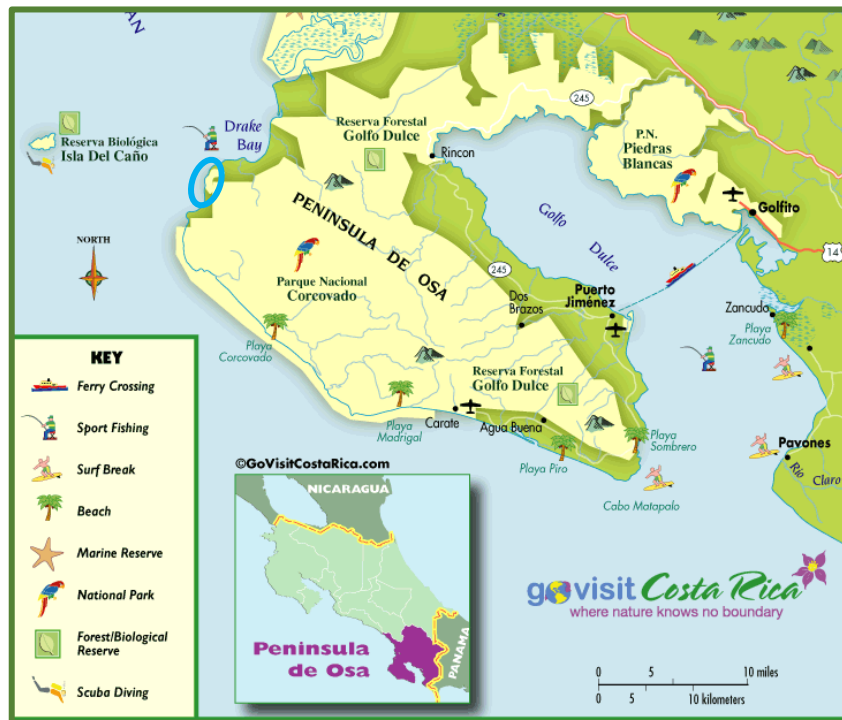 AN
Drake
Bay
Reserva Biológica
Isla Del Caño
Reserva Forestal
Golfo Dulce
245
Rincon
P.N.
Piedras
Blancas
Golfito
14
NORTH
PENINSULA DE OSA
Golfo
Dulce
Parque Nacional
Corcovado
245
Dos
Brazos
Puerto
Jiménez
Zancudo
Playa
Zancudo
Playa
Corcovado
Reserva Forestal
Golfo Dulce
Playa
Madrigal
Carate
Agua Buena
Playa Piro
Playa
Sombrero
Cabo Matapalo
Pavones
Rio
Claro
KEY
Ferry Crossing
Sport Fishing
Surf Break
Beach
Marine Reserve
National Park
Forest/Biological
Reserve
Scuba Diving
©GoVisitCostaRica.com
NICARAGUA
PANAMA
Peninsula
de Osa
govisit Costa Rica
where nature knows no boundary
0 5 10 miles
0 5 10 kilometers